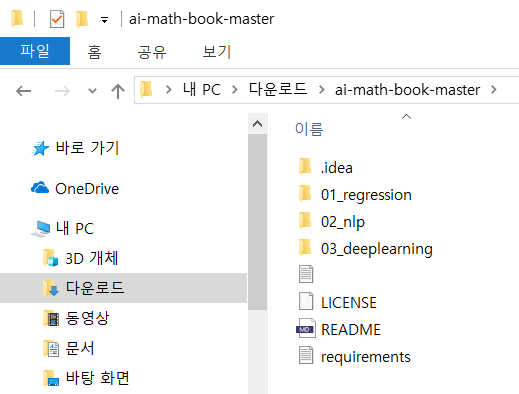 ai-math-book-master
파일 홈 공유 보기
내 PC 다운로드 ai-math-book-master
이름
바로 가기
OneDrive
내 PC
3D 개체
다운로드
동영상
문서
바탕 화면
.idea
01_regression
02_nlp
03_deeplearning
LICENSE
MD README
requirements